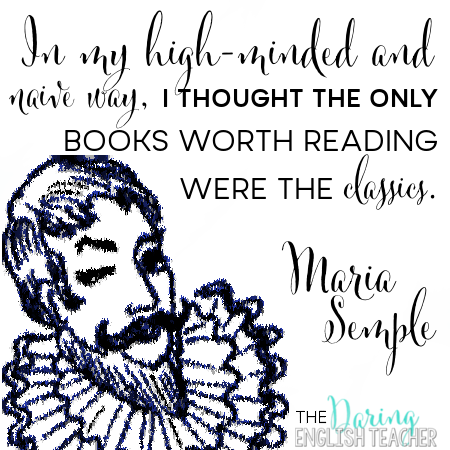 In my high-minded and
naive way, I THOUGHT THE ONLY
BOOKS WORTH READING
WERE THE classics.
Maria
Semple
THE Daring
ENGLISH TEACHER